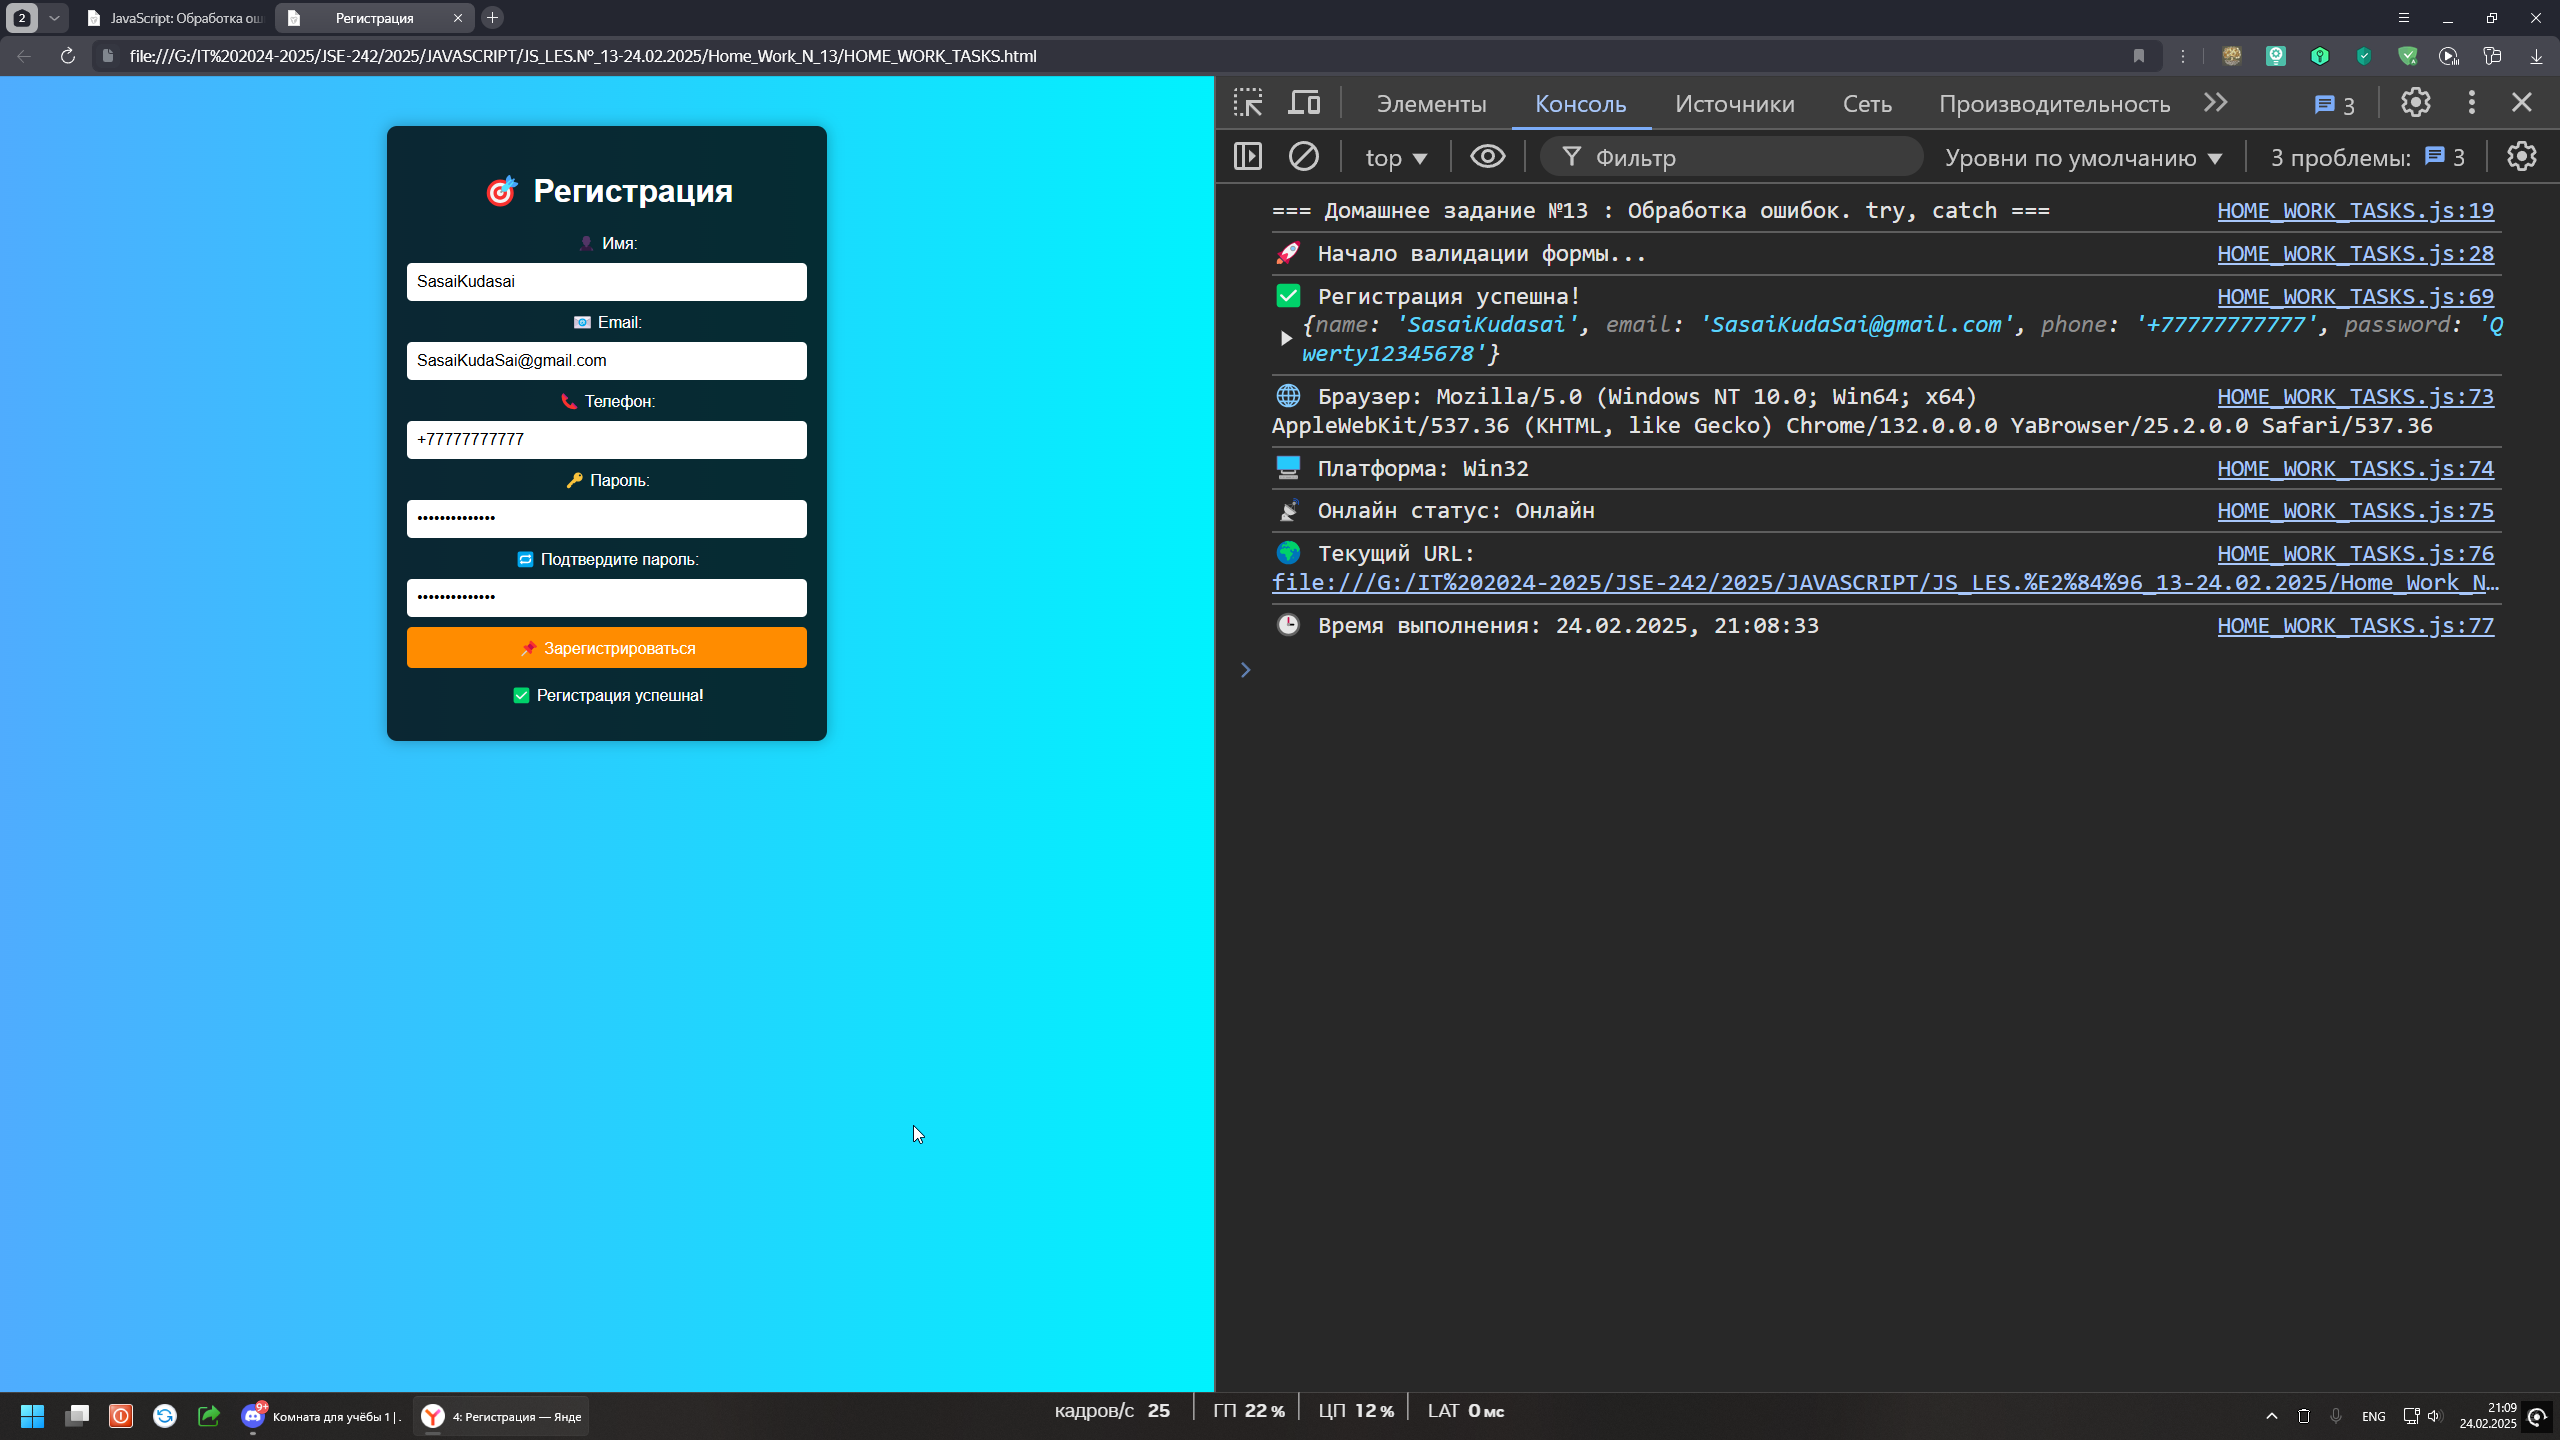 2
JavaScript: Обработка ош
Регистрация
file:///G:/IT%202024-2025/JSE-242/2025/JAVASCRIPT/JS_LES.№_13-24.02.2025/Home_Work_N_13/HOME_WORK_TASKS.html
Регистрация
Имя:
SasaiKudasai
Email:
SasaiKudaSai@gmail.com
Телефон:
+77777777777
Пароль:
••••••••••••••
Подтвердите пароль:
••••••••••••••
Зарегистрироваться
Регистрация успешна!
Элементы Консоль Источники Сеть Производительность 3
top Фильтр Уровни по умолчанию 3 проблемы: 3
=== Домашнее задание №13 : Обработка ошибок. try, catch === HOME_WORK_TASKS.js:19
Начало валидации формы... HOME_WORK_TASKS.js:28
Регистрация успешна! HOME_WORK_TASKS.js:69
{name: 'SasaiKudasai', email: 'SasaiKudaSai@gmail.com', phone: '+77777777777', password: 'Q
werty12345678'}
Браузер: Mozilla/5.0 (Windows NT 10.0; Win64; x64) HOME_WORK_TASKS.js:73
AppleWebKit/537.36 (KHTML, like Gecko) Chrome/132.0.0.0 YaBrowser/25.2.0.0 Safari/537.36
Платформа: Win32 HOME_WORK_TASKS.js:74
Онлайн статус: Онлайн HOME_WORK_TASKS.js:75
Текущий URL: HOME_WORK_TASKS.js:76
file:///G:/IT%202024-2025/JSE-242/2025/JAVASCRIPT/JS_LES.%E2%84%96_13-24.02.2025/Home_Work_N…
Время выполнения: 24.02.2025, 21:08:33 HOME_WORK_TASKS.js:77
9+
Комната для учёбы 1 | .
4: Регистрация — Янде
кадров/с 25 ГП 22 % ЦП 12 % LAT 0 мс
ENG
21:09
24.02.2025